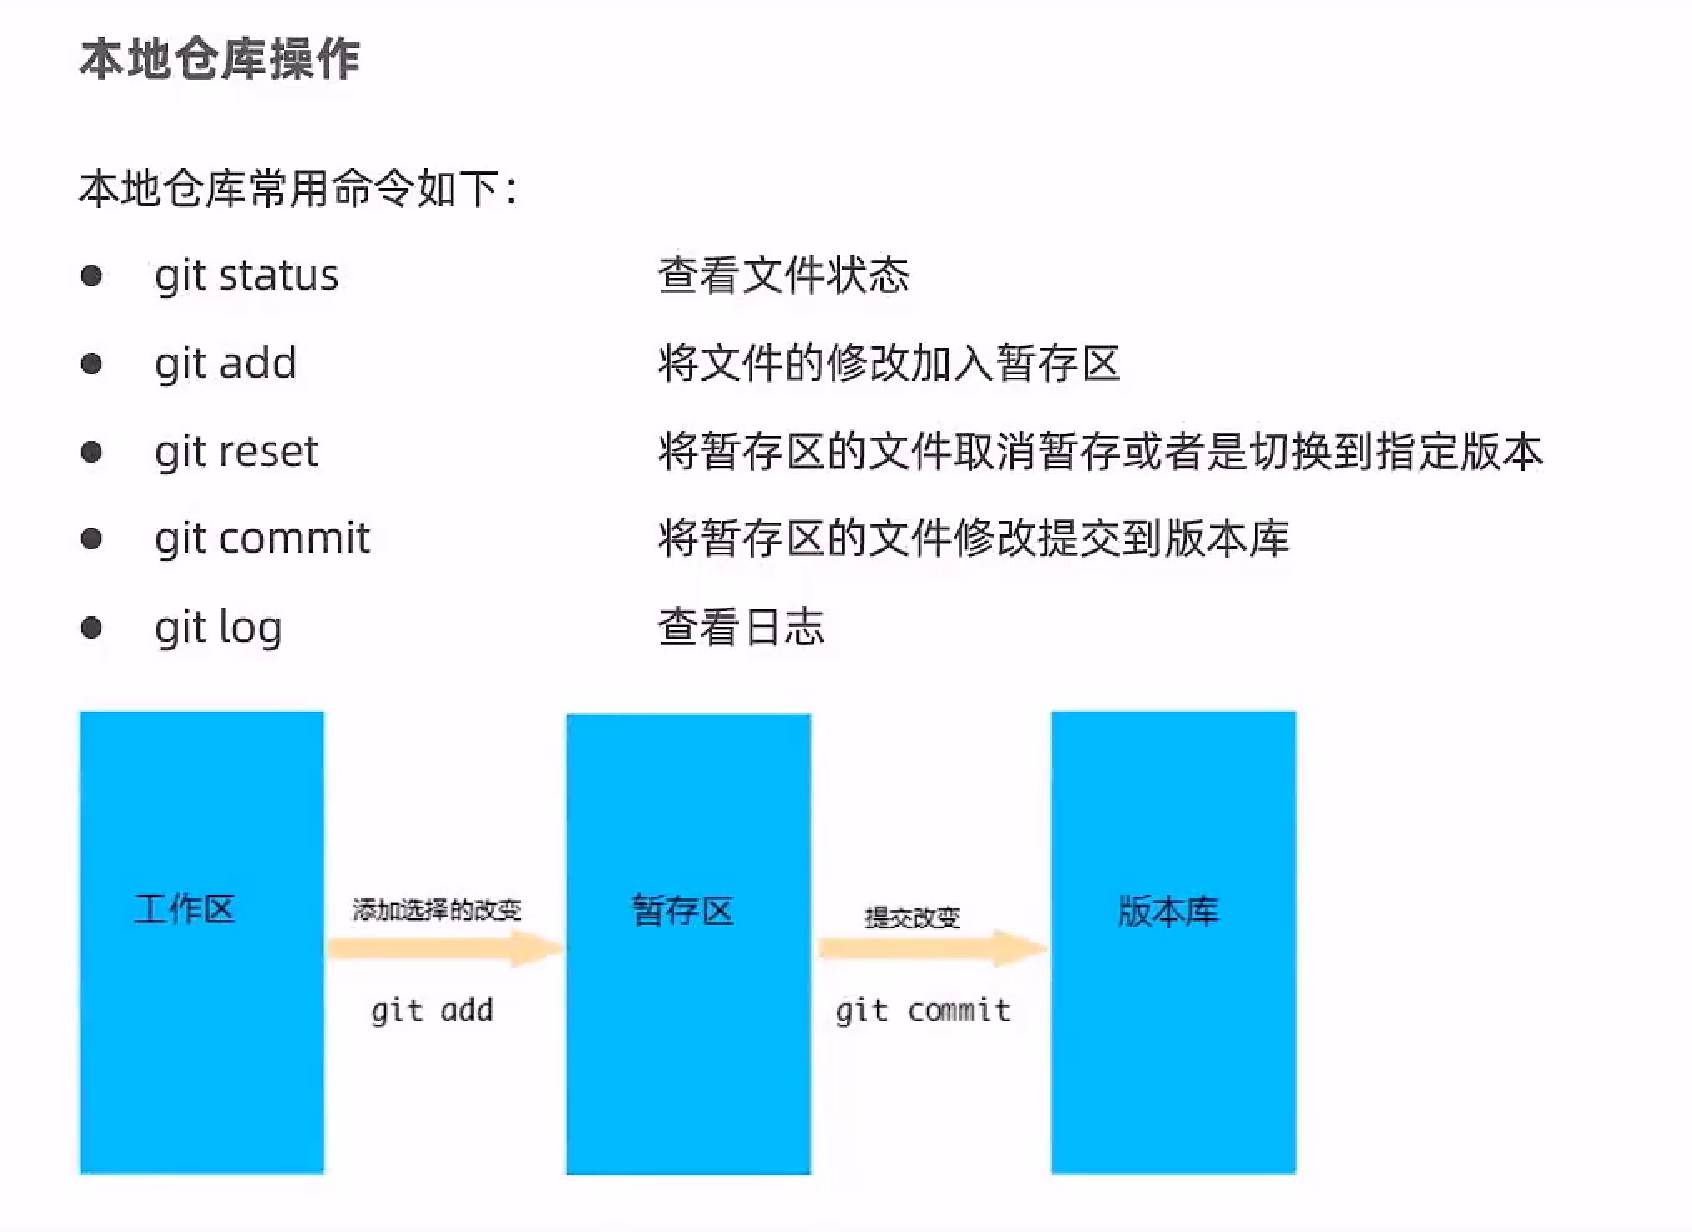 本地仓库操作
本地仓库常用命令如下：
● git status 查看文件状态
● git add 将文件的修改加入暂存区
● git reset 将暂存区的文件取消暂存或者是切换到指定版本
● git commit 将暂存区的文件修改提交到版本库
● git log 查看日志
工作区 添加选择的改变 暂存区 提交改变 版本库
git add git commit